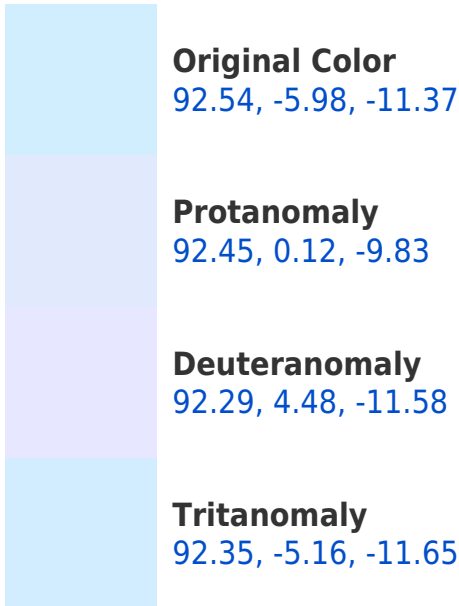 Original Color
92.54, -5.98, -11.37
Protanomaly
92.45, 0.12, -9.83
Deuteranomaly
92.29, 4.48, -11.58
Tritanomaly
92.35, -5.16, -11.65